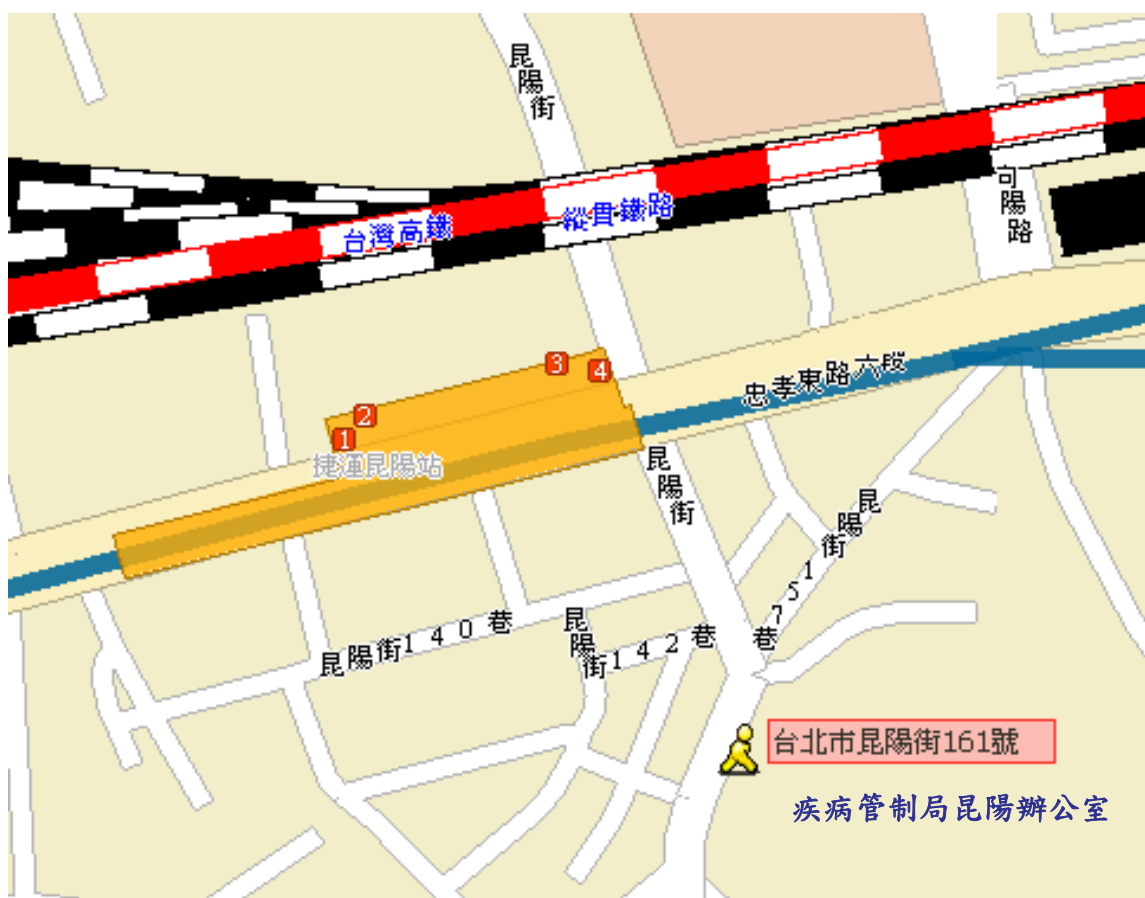 昆陽街
台灣高鐵
縱貫鐵路
可陽路
3
4
2
1
忠孝東路六段
捷運昆陽站
昆陽街
昆陽街157巷
昆陽街140巷
昆陽街142巷
台北市昆陽街161號
疾病管制局昆陽辦公室